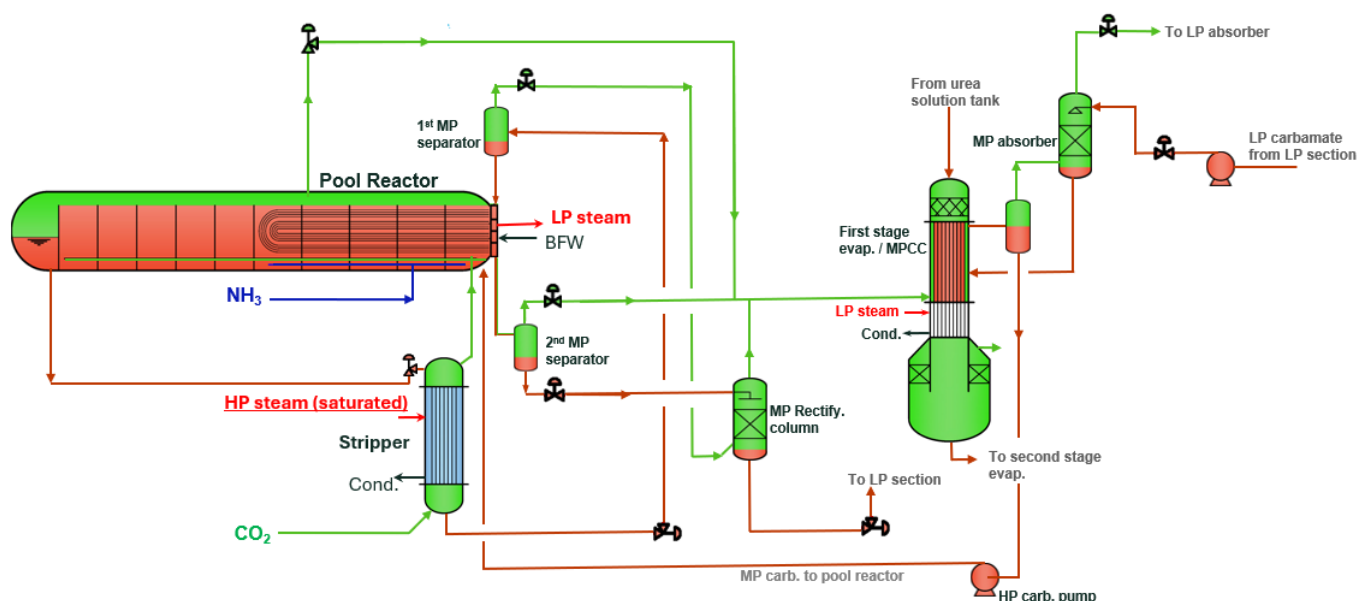 To LP absorber
From urea
solution tank
1st MP
separator
MP absorber
LP carbamate
from LP section
Pool Reactor
LP steam
BFW
First stage
evap. / MPCC
NH3
LP steam
Cond.
2nd MP
separator
HP steam (saturated)
MP Rectify.
column
Stripper
Cond.
To second stage
evap.
To LP section
CO2
MP carb. to pool reactor
HP carb. pump